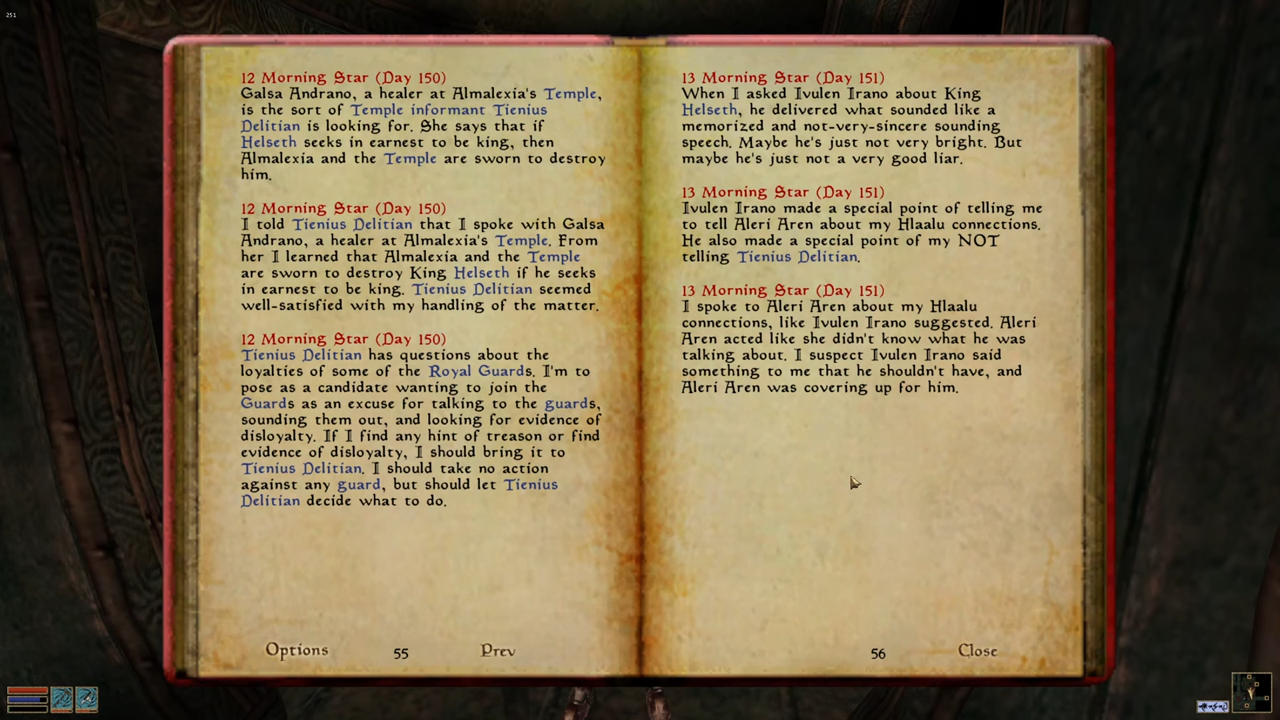 251
12 Morning Star (Day 150)
Galsa Andrano, a healer at Almalexia's Temple,
is the sort of Temple informant Tienius
Delitian is looking for. She says that if
Helseth seeks in earnest to be king, then
Almalexia and the Temple are sworn to destroy
him.
12 Morning Star (Day 150)
I told Tienius Delitian that I spoke with Galsa
Andrano, a healer at Almalexia's Temple. From
her I learned that Almalexia and the Temple
are sworn to destroy King Helseth if he seeks
in earnest to be king. Tienius Delitian seemed
well-satisfied with my handling of the matter.
12 Morning Star (Day 150)
Tienius Delitian has questions about the
loyalties of some of the Royal Guards. I'm to
pose as a candidate wanting to join the
Guards as an excuse for talking to the guards,
sounding them out, and looking for evidence of
disloyalty. If I find any hint of treason or find
evidence of disloyalty, I should bring it to
Tienius Delitian. I should take no action
against any guard, but should let Tienius
Delitian decide what to do.
Options
55
Prev
13 Morning Star (Day 151)
When I asked Ivulen Irano about King
Helseth, he delivered what sounded like a
memorized and not-very-sincere sounding
speech. Maybe he's just not very bright. But
maybe he's just not a very good liar.
13 Morning Star (Day 151)
Ivulen Irano made a special point of telling me
to tell Aleri Aren about my Hlaalu connections.
He also made a special point of my NOT
telling Tienius Delitian.
13 Morning Star (Day 151)
I spoke to Aleri Aren about my Hlaalu
connections, like Ivulen Irano suggested. Aleri
Aren acted like she didn't know what he was
talking about. I suspect Ivulen Irano said
something to me that he shouldn't have, and
Aleri Aren was covering up for him.
56
Close